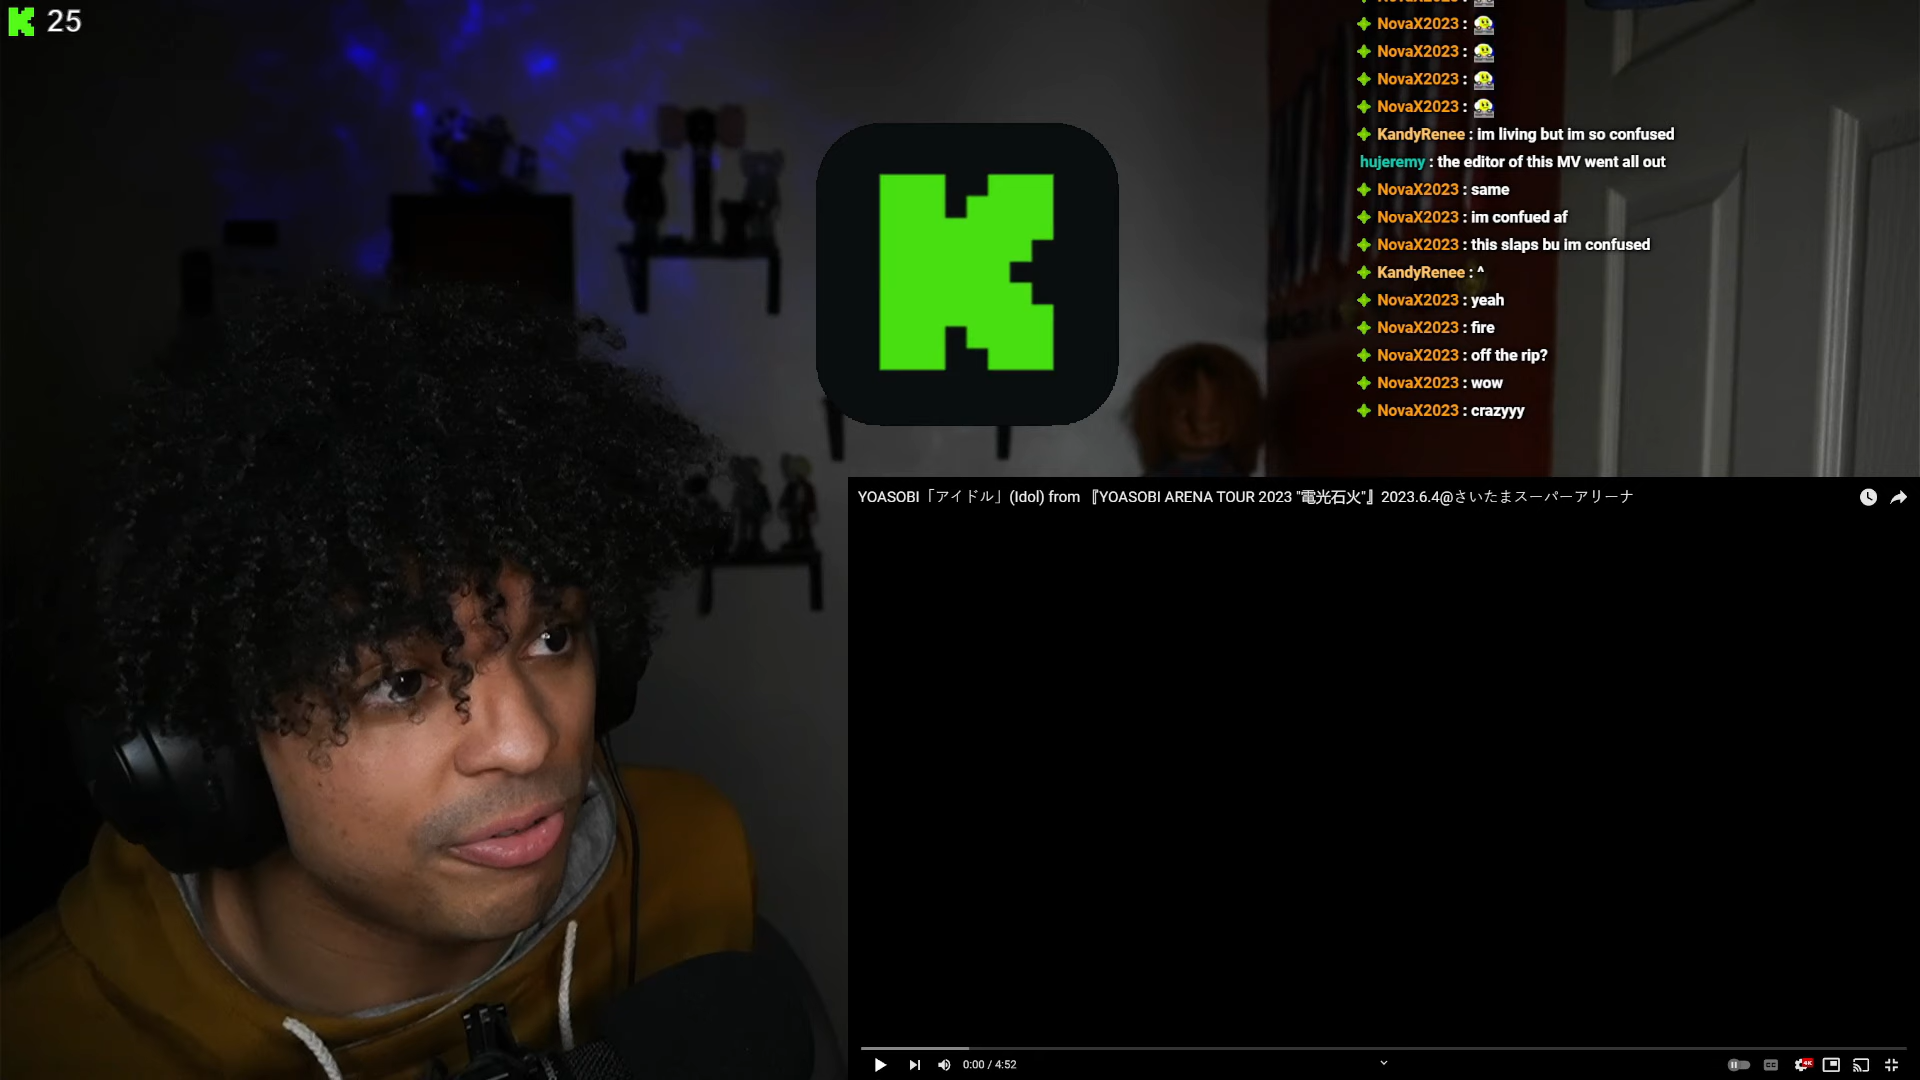 25
NovaX2023 :
NovaX2023 :
NovaX2023 :
NovaX2023 :
KandyRenee : im living but im so confused
hujeremy : the editor of this MV went all out
NovaX2023 : same
NovaX2023 : im confued af
NovaX2023 : this slaps bu im confused
KandyRenee : ^
NovaX2023 : yeah
NovaX2023 : fire
NovaX2023 : off the rip?
NovaX2023 : wow
NovaX2023 : crazyyy
YOASOBI「アイドル」(Idol) from 『YOASOBI ARENA TOUR 2023 "電光石火"』2023.6.4@さいたまスーパーアリーナ
0:00 / 4:52
CC
4K